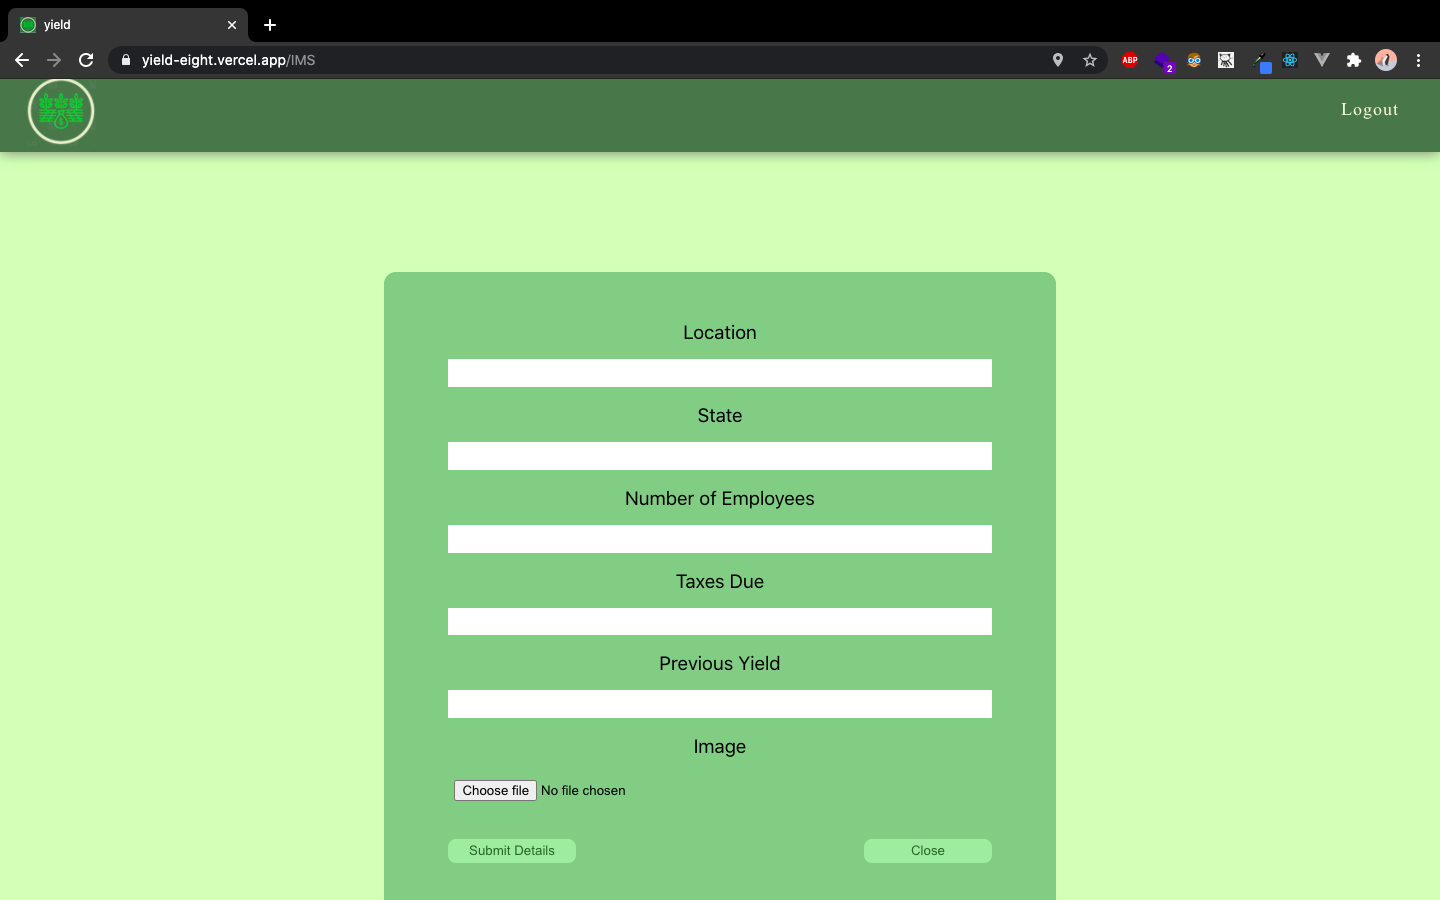 yield
yield-eight.vercel.app/IMS
ABP
2
Logout
Location
State
Number of Employees
Taxes Due
Previous Yield
Image
Choose file No file chosen
Submit Details Close